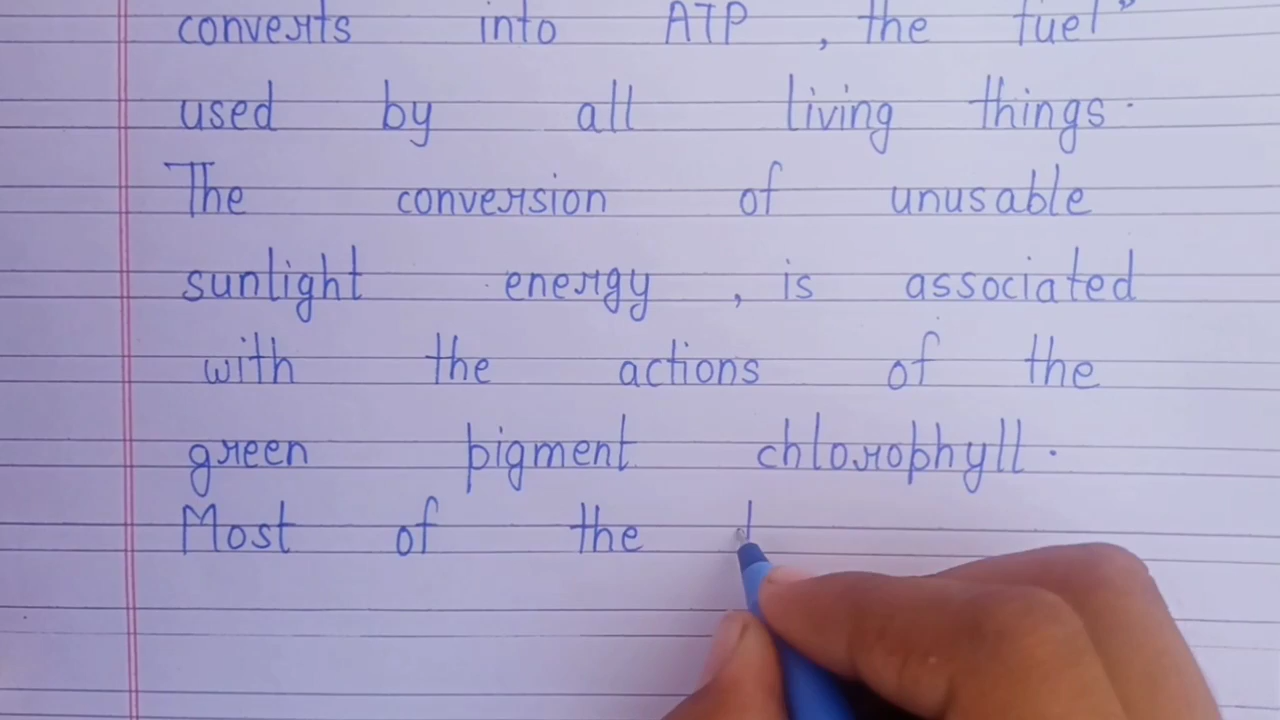 converts into ATP , the fuel"
used by all living things.
The conversion of unusable
sunlight energy , is associated
with the actions of the
green pigment chlorophyll.
Most of the